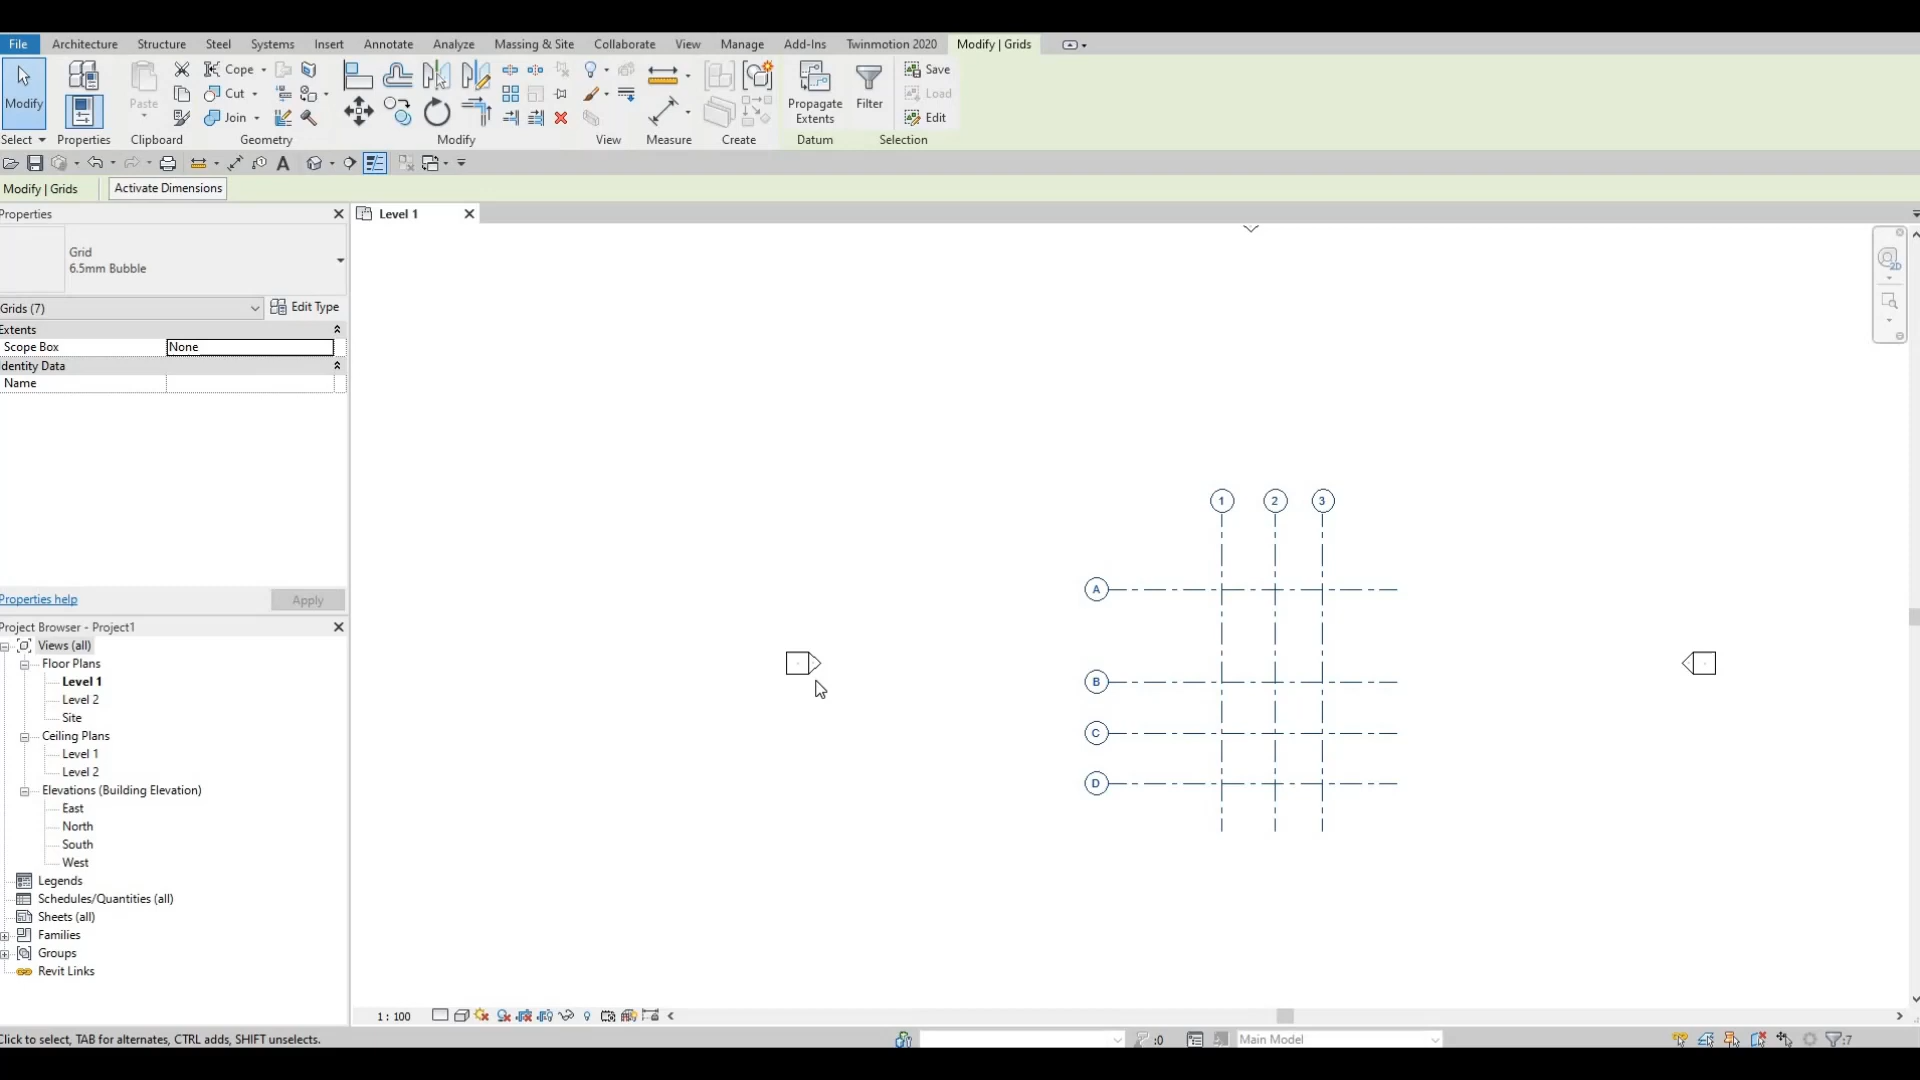 File Architecture Structure Steel Systems Insert Annotate Analyze Massing & Site Collaborate View Manage Add-Ins Twinmotion 2020 Modify | Grids
Modify
Select
Properties
Paste
Clipboard
Cope
Cut
Join
Geometry
Modify
View
Measure
Create
Propagate
Extents
Datum
Filter
Save
Load
Edit
Selection
Modify | Grids Activate Dimensions
Properties
Grid
6.5mm Bubble
Grids (7) Edit Type
Extents
Scope Box None
Identity Data
Name
Properties help Apply
Project Browser - Project1
Views (all)
Floor Plans
Level 1
Level 2
Site
Ceiling Plans
Level 1
Level 2
Elevations (Building Elevation)
East
North
South
West
Legends
Schedules/Quantities (all)
Sheets (all)
Families
Groups
Revit Links
Level 1
2D
1 2 3
A
B
C
D
1 : 100
Click to select, TAB for alternates, CTRL adds, SHIFT unselects.
:0 Main Model :7